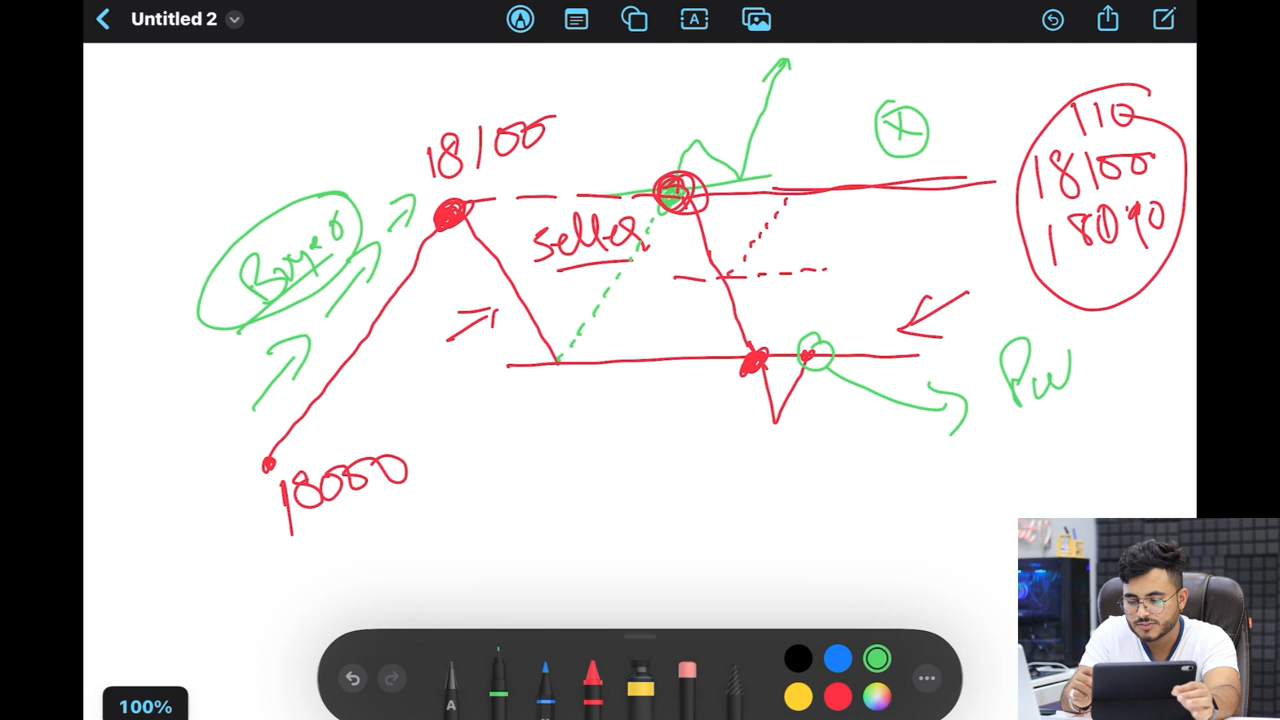 Untitled 2
A
110
18100
18100
18090
Buyer
seller
18000
PW
A
100%